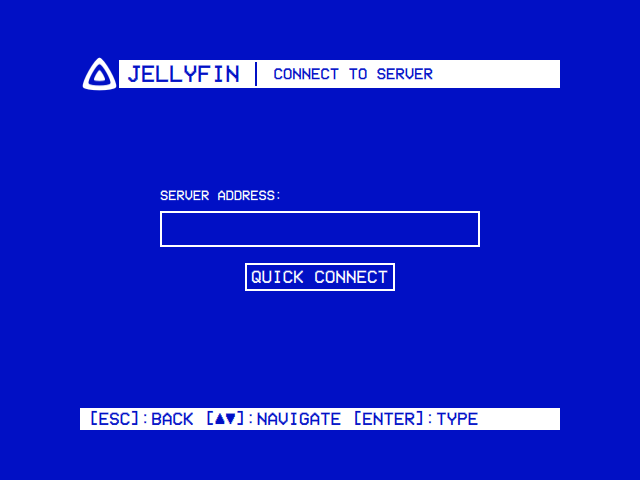 JELLYFIN | CONNECT TO SERVER
SERVER ADDRESS:
QUICK CONNECT
[ESC]:BACK [▲▼]:NAVIGATE [ENTER]:TYPE